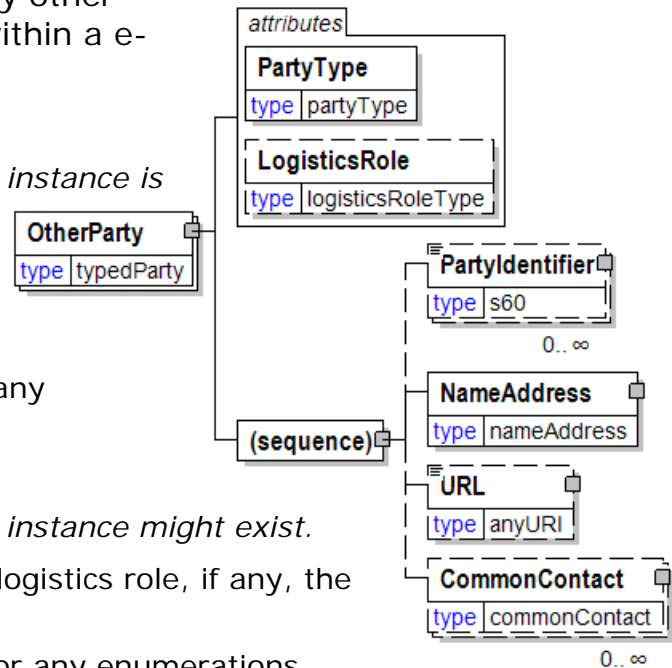 y other
vithin a e-
instance is
any
instance might exist.
logistics role, if any, the
or any enumerations
attributes
PartyType
type partyType
LogisticsRole
type logisticsRoleType
OtherParty
type typedParty
(sequence)
PartyIdentifier
type s60
0.. ∞
NameAddress
type nameAddress
URL
type anyURI
CommonContact
type commonContact
0.. ∞